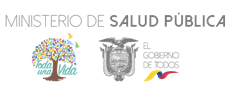 MINISTERIO DE SALUD PÚBLICA
Toda
una Vida
EL
GOBIERNO
DE TODOS